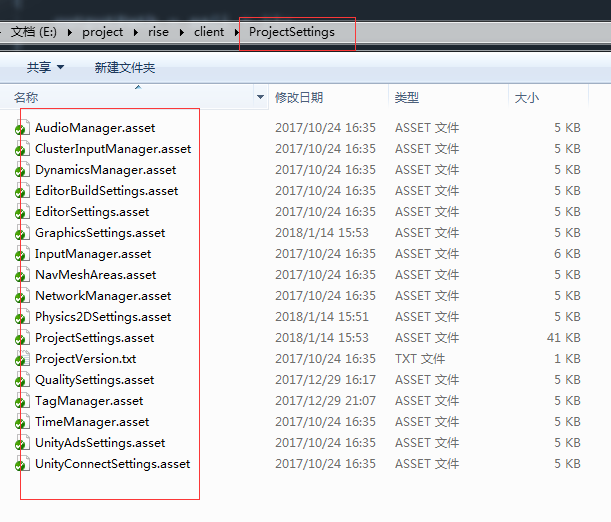 文档 (E:) project rise client ProjectSettings
共享 新建文件夹
名称 修改日期 类型 大小
AudioManager.asset 2017/10/24 16:35 ASSET 文件 5 KB
ClusterInputManager.asset 2017/10/24 16:35 ASSET 文件 5 KB
DynamicsManager.asset 2017/10/24 16:35 ASSET 文件 5 KB
EditorBuildSettings.asset 2017/10/24 16:35 ASSET 文件 5 KB
EditorSettings.asset 2017/10/24 16:35 ASSET 文件 5 KB
GraphicsSettings.asset 2018/1/14 15:53 ASSET 文件 5 KB
InputManager.asset 2017/10/24 16:35 ASSET 文件 6 KB
NavMeshAreas.asset 2017/10/24 16:35 ASSET 文件 5 KB
NetworkManager.asset 2017/10/24 16:35 ASSET 文件 5 KB
Physics2DSettings.asset 2018/1/14 15:51 ASSET 文件 5 KB
ProjectSettings.asset 2018/1/14 15:53 ASSET 文件 41 KB
ProjectVersion.txt 2017/10/24 16:35 TXT 文件 1 KB
QualitySettings.asset 2017/12/29 16:17 ASSET 文件 5 KB
TagManager.asset 2017/12/29 21:07 ASSET 文件 5 KB
TimeManager.asset 2017/10/24 16:35 ASSET 文件 5 KB
UnityAdsSettings.asset 2017/10/24 16:35 ASSET 文件 5 KB
UnityConnectSettings.asset 2017/10/24 16:35 ASSET 文件 5 KB